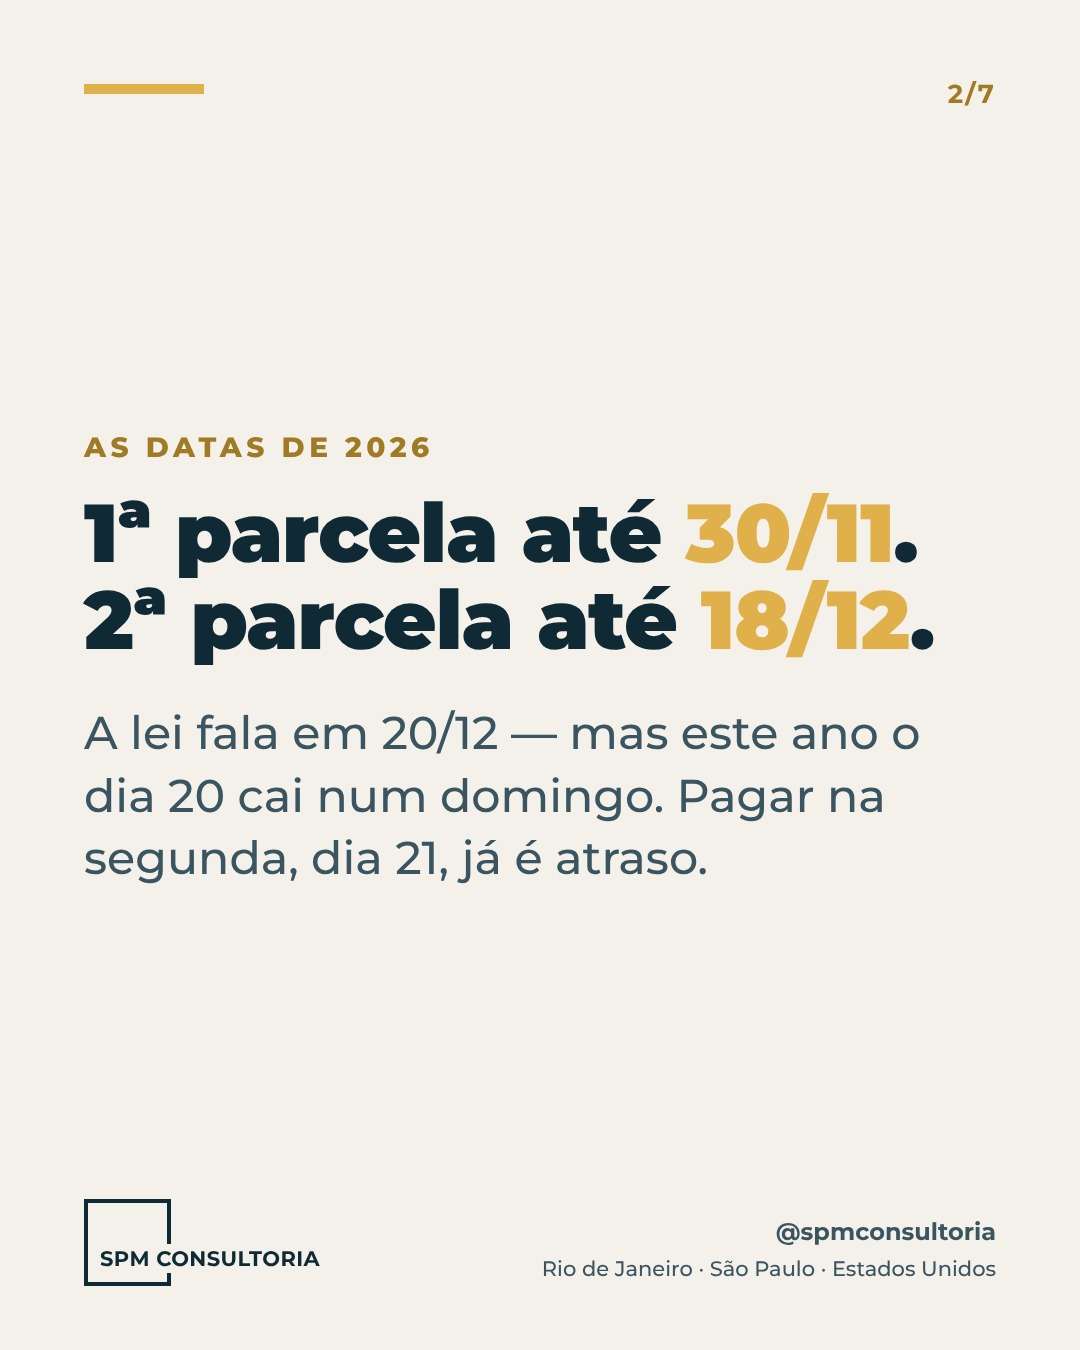 2/7
AS DATAS DE 2026
1ª parcela até 30/11.
2ª parcela até 18/12.
A lei fala em 20/12 — mas este ano o
dia 20 cai num domingo. Pagar na
segunda, dia 21, já é atraso.
SPM CONSULTORIA
@spmconsultoria
Rio de Janeiro · São Paulo · Estados Unidos